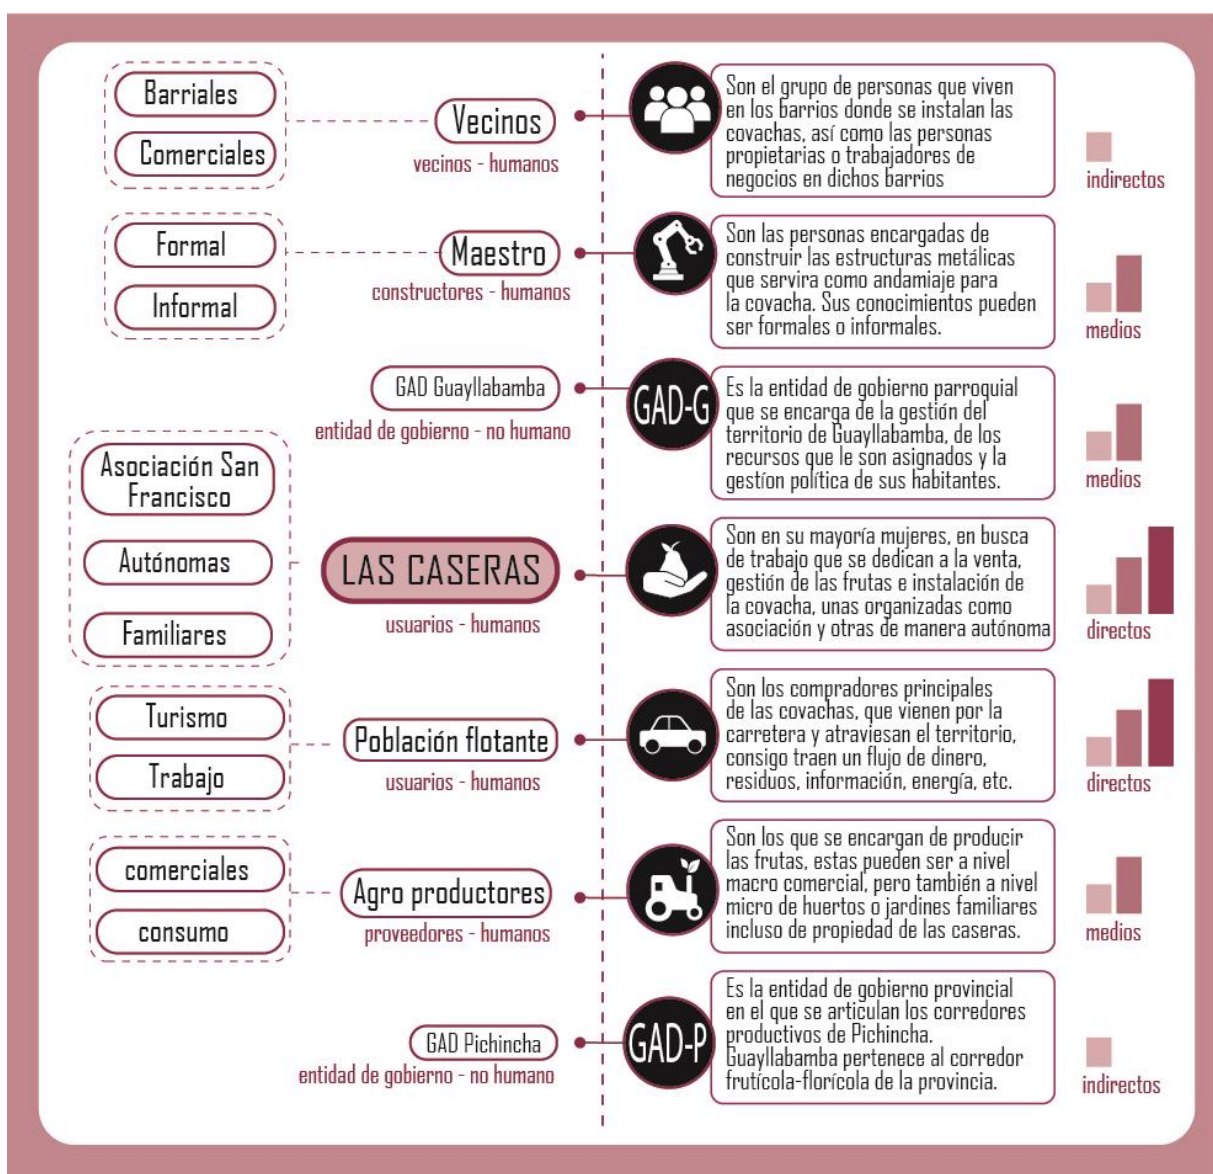 Barriales
Comerciales
Vecinos
vecinos - humanos
Son el grupo de personas que viven
en los barrios donde se instalan las
covachas, así como las personas
propietarias o trabajadores de
negocios en dichos barrios
indirectos
Formal
Informal
Maestro
constructores - humanos
Son las personas encargadas de
construir las estructuras metálicas
que servira como andamiaje para
la covacha. Sus conocimientos pueden
ser formales o informales.
medios
GAD Guayllabamba
entidad de gobierno - no humano
GAD-G
Es la entidad de gobierno parroquial
que se encarga de la gestión del
territorio de Guayllabamba, de los
recursos que le son asignados y la
gestíon política de sus habitantes.
medios
Asociación San
Francisco
Autónomas
Familiares
LAS CASERAS
usuarios - humanos
Son en su mayoría mujeres, en busca
de trabajo que se dedican a la venta,
gestión de las frutas e instalación de
la covacha, unas organizadas como
asociación y otras de manera autónoma
directos
Turismo
Trabajo
Población flotante
usuarios - humanos
Son los compradores principales
de las covachas, que vienen por la
carretera y atraviesan el territorio,
consigo traen un flujo de dinero,
residuos, información, energía, etc.
directos
comerciales
consumo
Agro productores
proveedores - humanos
Son los que se encargan de producir
las frutas, estas pueden ser a nivel
macro comercial, pero también a nivel
micro de huertos o jardines familiares
incluso de propiedad de las caseras.
medios
GAD Pichincha
entidad de gobierno - no humano
GAD-P
Es la entidad de gobierno provincial
en el que se articulan los corredores
productivos de Pichincha.
Guayllabamba pertenece al corredor
frutícola-florícola de la provincia.
indirectos